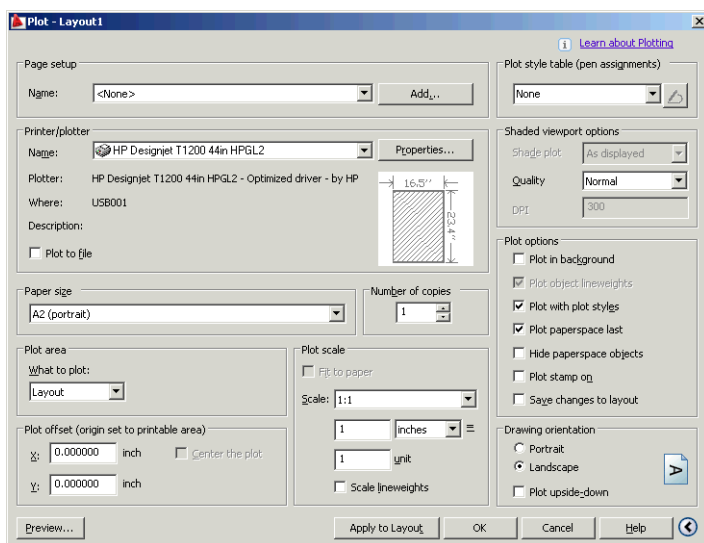 Plot - Layout1
Learn about Plotting
Page setup
Name:
<None>
Add...
Plot style table (pen assignments)
None
Printer/plotter
Name:
HP Designjet T1200 44in HPGL2
Properties...
Plotter:
HP Designjet T1200 44in HPGL2 - Optimized driver - by HP
Where:
USB001
Description:
Plot to file
16.5''
23.4''
Shaded viewport options
Shade plot
As displayed
Quality
Normal
DPI
300
Paper size
A2 (portrait)
Number of copies
1
Plot options
Plot in background
Plot object lineweights
Plot with plot styles
Plot paperspace last
Hide paperspace objects
Plot stamp on
Save changes to layout
Plot area
What to plot:
Layout
Plot scale
Fit to paper
Scale:
1:1
1
inches
=
1
unit
Scale lineweights
Plot offset (origin set to printable area)
X:
0.000000
inch
Center the plot
Y:
0.000000
inch
Drawing orientation
Portrait
Landscape
Plot upside-down
A
Preview...
Apply to Layout
OK
Cancel
Help